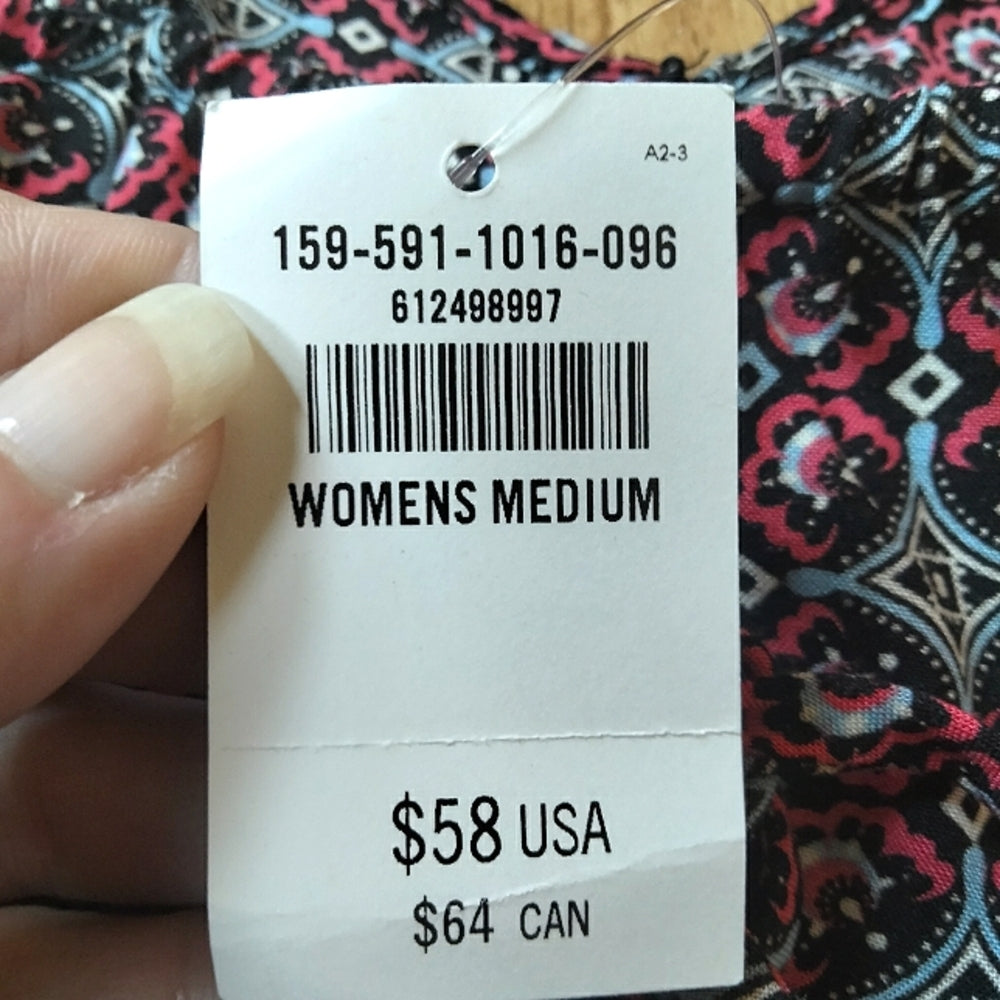 A2-3
159-591-1016-096
612498997
WOMENS MEDIUM
$58 USA
$64 CAN